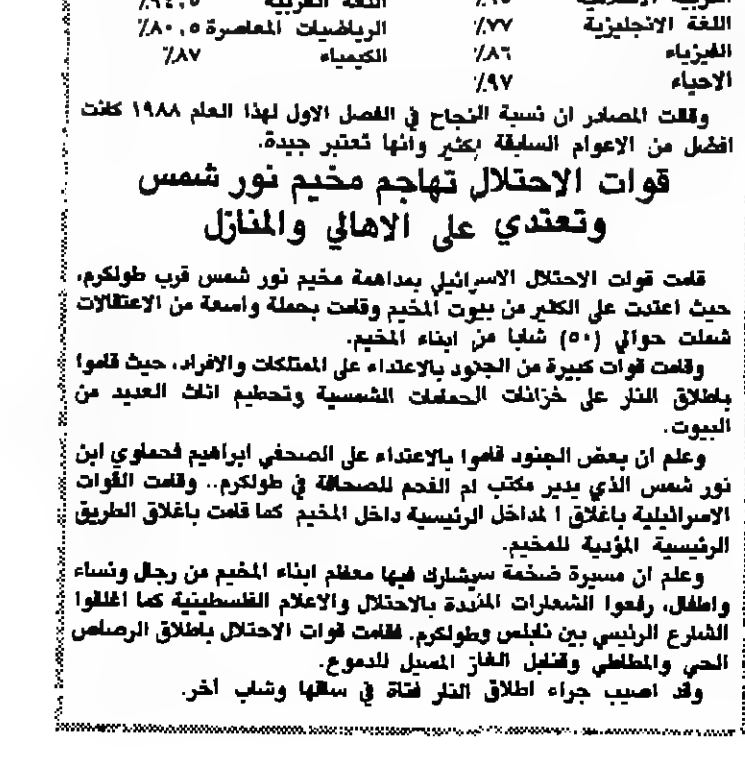 اللغة الانجليزية ٧٧٪ الرياضيات المعاصرة ٨٠,٥٪
الفيزياء ٨٦٪ الكيمياء ٨٧٪
الاحياء ٩٧٪
وقالت المصادر ان نسبة النجاح في الفصل الاول لهذا العام ١٩٨٨ كانت
افضل من الاعوام السابقة بكثير وانها تعتبر جيدة.
قوات الاحتلال تهاجم مخيم نور شمس
وتعتدي على الاهالي والمنازل
قامت قوات الاحتلال الاسرائيلي بمداهمة مخيم نور شمس قرب طولكرم،
حيث اعتدت على الكثير من بيوت المخيم وقامت بحملة واسعة من الاعتقالات
شملت حوالي (٥٠) شابا من ابناء المخيم.
وقامت قوات كبيرة من الجنود بالاعتداء على الممتلكات والافراد، حيث قاموا
باطلاق النار على خزانات الحمامات الشمسية وتحطيم اثاث العديد من
البيوت.
وعلم ان بعض الجنود قاموا بالاعتداء على الصحفي ابراهيم قحماوي ابن
نور شمس الذي يدير مكتب ام الفحم للصحافة في طولكرم.. وقامت القوات
الاسرائيلية باغلاق ا لمداخل الرئيسية داخل المخيم كما قامت باغلاق الطريق
الرئيسية المؤدية للمخيم.
وعلم ان مسيرة ضخمة سيشارك فيها معظم ابناء المخيم من رجال ونساء
واطفال، رفعوا الشعارات المنددة بالاحتلال والاعلام الفلسطينية كما اغلقوا
الشارع الرئيسي بين نابلس وطولكرم. فقامت قوات الاحتلال باطلاق الرصاص
الحي والمطاطي وقنابل الغاز المسيل للدموع.
وقد اصيب جراء اطلاق النار فتاة في ساقها وشاب آخر.